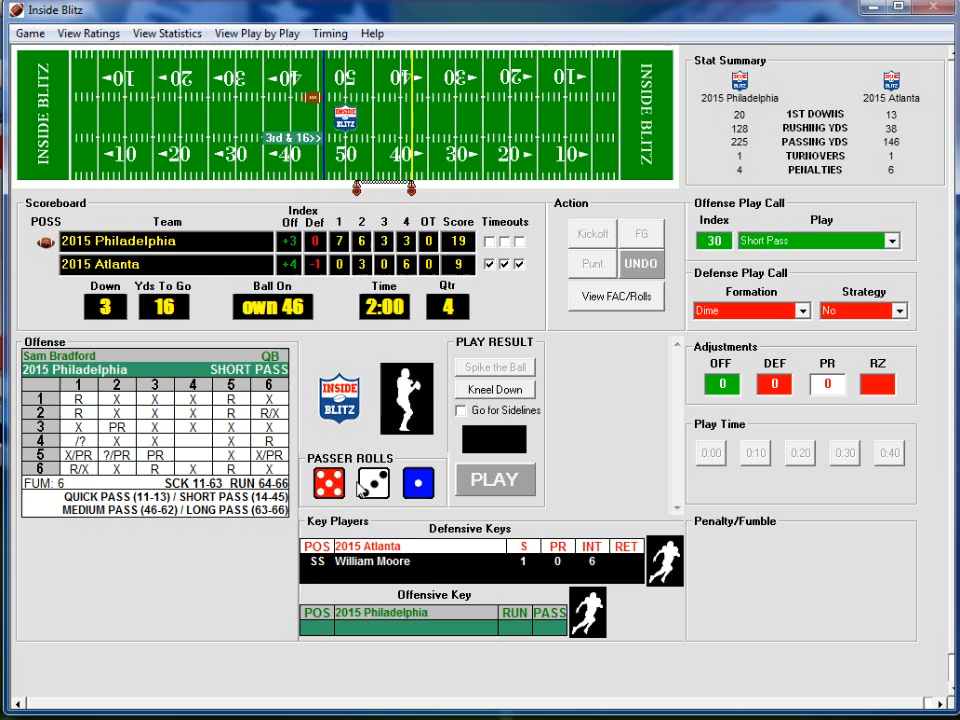 Inside Blitz
Game View Ratings View Statistics View Play by Play Timing Help
INSIDE BLITZ
10 20 30 40 50 40 30 20 10
INSIDE BLITZ
3rd & 16>>
10 20 30 40 50 40 30 20 10
INSIDE BLITZ
Stat Summary
2015 Philadelphia 2015 Atlanta
20 1ST DOWNS 13
128 RUSHING YDS 38
225 PASSING YDS 146
1 TURNOVERS 1
4 PENALTIES 6
Scoreboard
Index
POSS Team Off Def 1 2 3 4 OT Score Timeouts
2015 Philadelphia +3 0 7 6 3 3 0 19
2015 Atlanta +4 -1 0 3 0 6 0 9
Down Yds To Go Ball On Time Qtr
3 16 own 46 2:00 4
Action
Kickoff FG
Punt UNDO
View FAC/Rolls
Offense Play Call
Index Play
30 Short Pass
Defense Play Call
Formation Strategy
Dime No
Adjustments
OFF DEF PR RZ
0 0 0
Play Time
0:00 0:10 0:20 0:30 0:40
Penalty/Fumble
Offense
Sam Bradford QB
2015 Philadelphia SHORT PASS
1 2 3 4 5 6
1 R X X X R X
2 R X X X R R/X
3 X PR X X X
4 /? X X X R
5 X/PR ?/PR PR X X/PR
6 R/X X R X R X
FUM: 6 SCK 11-63 RUN 64-66
QUICK PASS (11-13) / SHORT PASS (14-45)
MEDIUM PASS (46-62) / LONG PASS (63-66)
INSIDE
BLITZ
PASSER ROLLS
PLAY RESULT
Spike the Ball
Kneel Down
Go for Sidelines
PLAY
Key Players
Defensive Keys
POS 2015 Atlanta S PR INT RET
SS William Moore 1 0 6
Offensive Key
POS 2015 Philadelphia RUN PASS